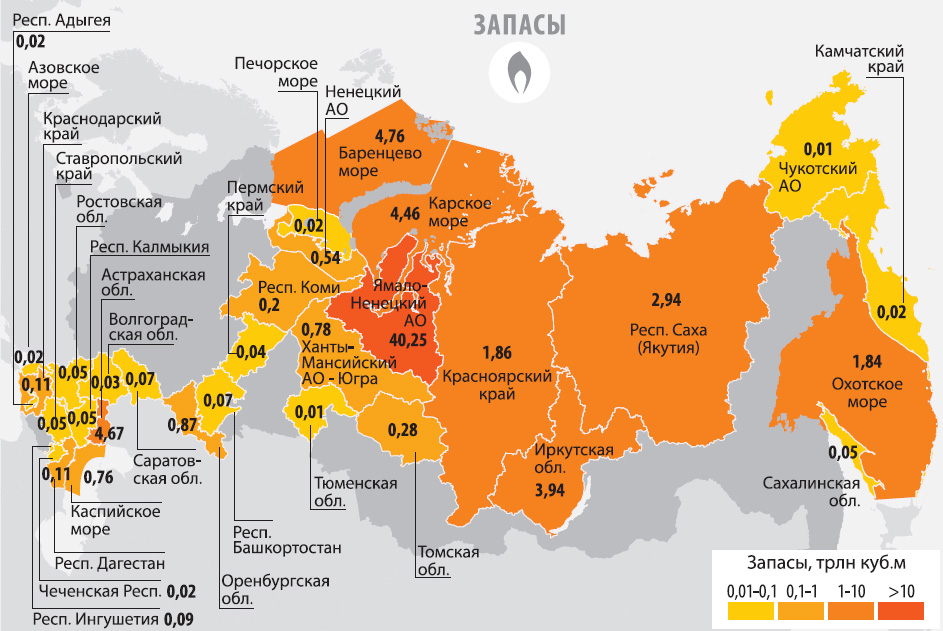 ЗАПАСЫ
Респ. Адыгея
0,02
Азовское
море
Краснодарский
край
Ставропольский
край
Ростовская
обл.
Респ. Калмыкия
Астраханская
обл.
Волгоград-
ская обл.
Печорское
море
Ненецкий
АО
Пермский
край
Камчатский
край
4,76
Баренцево
море
0,01
Чукотский
АО
4,46
Карское
море
0,02
0,54
Респ. Коми
0,2
Ямало-
Ненецкий
АО
40,25
2,94
Респ. Саха
(Якутия)
0,02
0,78
Ханты-
Мансийский
АО - Югра
1,86
Красноярский
край
1,84
Охотское
море
0,04
0,02
0,11
0,05
0,03
0,07
0,07
0,01
0,28
0,05
0,05
4,67
0,87
0,11
0,76
Иркутская
обл.
3,94
0,05
Сахалинская
обл.
Саратов-
ская обл.
Тюменская
обл.
Каспийское
море
Респ.
Башкортостан
Томская
обл.
Респ. Дагестан
Оренбургская
обл.
Чеченская Респ. 0,02
Респ. Ингушетия 0,09
Запасы, трлн куб.м
0,01–0,1 0,1–1 1–10 >10